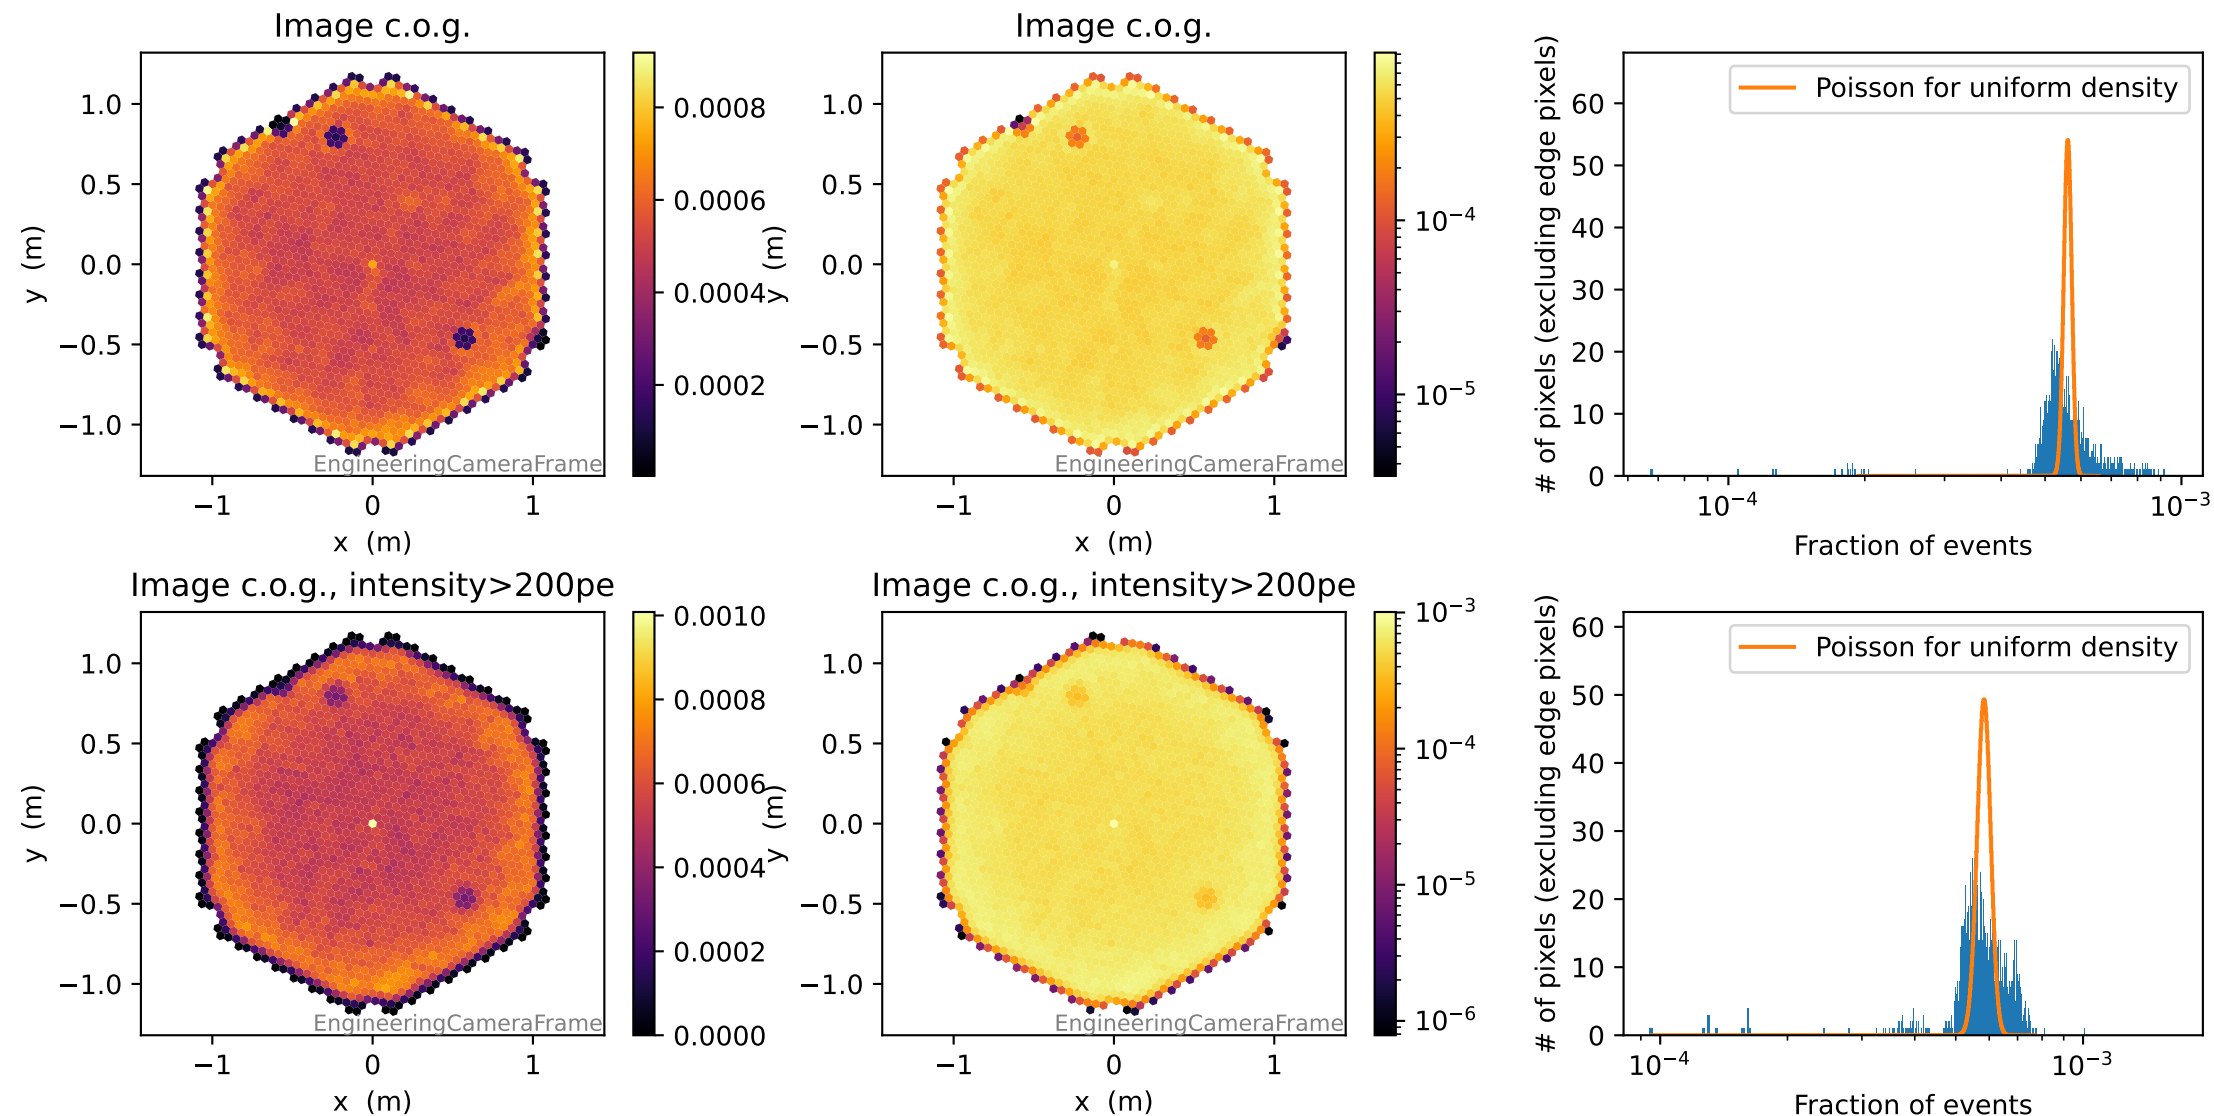 Image c.o.g.
y (m)
1.0
0.5
0.0
−0.5
−1.0
EngineeringCameraFrame
−1 0 1
x (m)
0.0008
0.0006
0.0004
0.0002
Image c.o.g.
y (m)
1.0
0.5
0.0
−0.5
−1.0
EngineeringCameraFrame
−1 0 1
x (m)
10⁻⁴
10⁻⁵
# of pixels (excluding edge pixels)
60
50
40
30
20
10
0
Poisson for uniform density
10⁻⁴ 10⁻³
Fraction of events
Image c.o.g., intensity>200pe
y (m)
1.0
0.5
0.0
−0.5
−1.0
EngineeringCameraFrame
−1 0 1
x (m)
0.0010
0.0008
0.0006
0.0004
0.0002
0.0000
Image c.o.g., intensity>200pe
y (m)
1.0
0.5
0.0
−0.5
−1.0
EngineeringCameraFrame
−1 0 1
x (m)
10⁻³
10⁻⁴
10⁻⁵
10⁻⁶
# of pixels (excluding edge pixels)
60
50
40
30
20
10
0
Poisson for uniform density
10⁻⁴ 10⁻³
Fraction of events